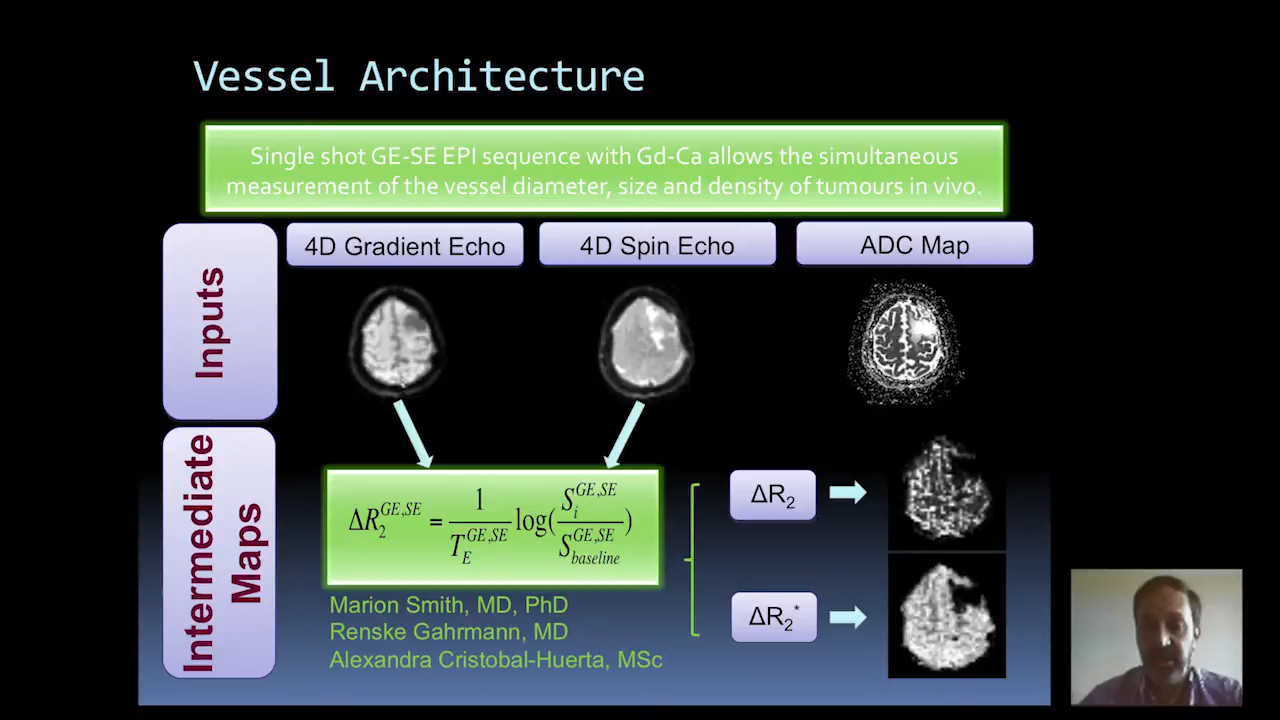 Vessel Architecture
Single shot GE-SE EPI sequence with Gd-Ca allows the simultaneous
measurement of the vessel diameter, size and density of tumours in vivo.
Inputs
4D Gradient Echo
4D Spin Echo
ADC Map
Intermediate
Maps
ΔR₂^{GE,SE} = 1/T_E^{GE,SE} log(S_i^{GE,SE}/S_{baseline}^{GE,SE})
ΔR₂
ΔR₂*
Marion Smith, MD, PhD
Renske Gahrmann, MD
Alexandra Cristobal-Huerta, MSc